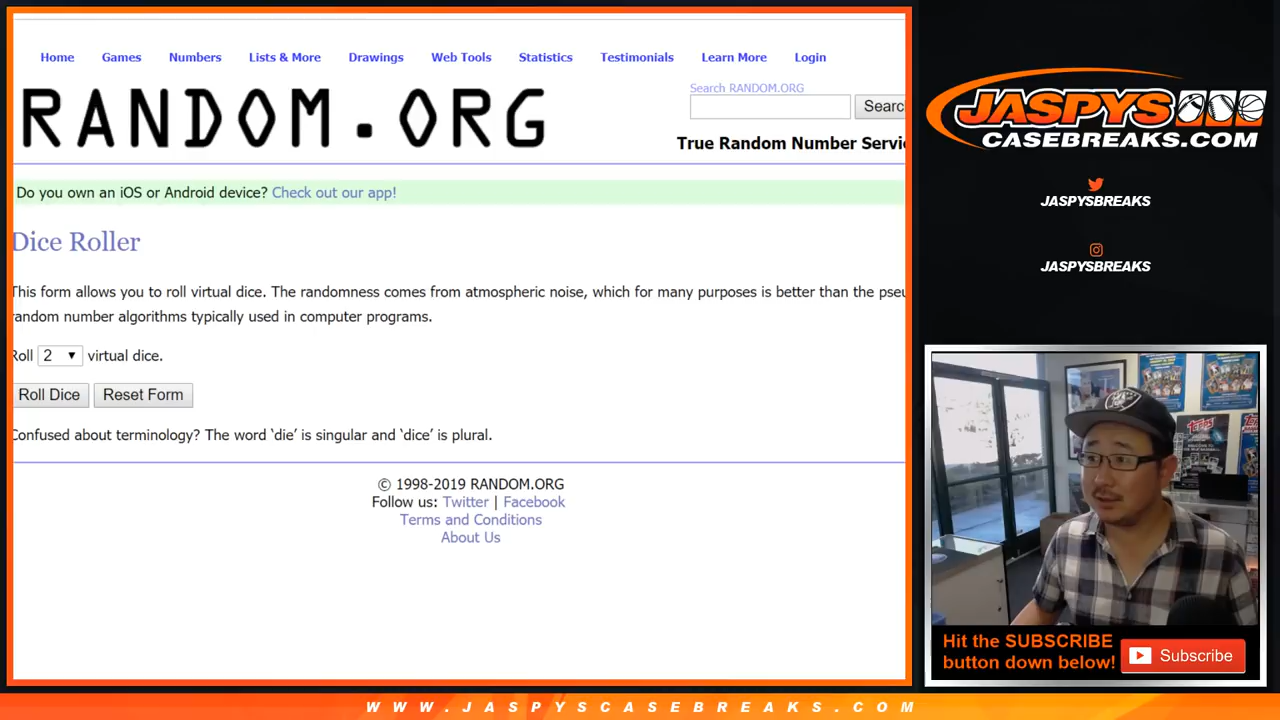 Home Games Numbers Lists & More Drawings Web Tools Statistics Testimonials Learn More Login
RANDOM.ORG
Search RANDOM.ORG
Search
True Random Number Servi
Do you own an iOS or Android device? Check out our app!
Dice Roller
This form allows you to roll virtual dice. The randomness comes from atmospheric noise, which for many purposes is better than the pseu
random number algorithms typically used in computer programs.
Roll 2 virtual dice.
Roll Dice Reset Form
Confused about terminology? The word ‘die’ is singular and ‘dice’ is plural.
© 1998-2019 RANDOM.ORG
Follow us: Twitter | Facebook
Terms and Conditions
About Us
JASPYS
CASEBREAKS.COM
JASPYSBREAKS
JASPYSBREAKS
topps
Hit the SUBSCRIBE
button down below!
Subscribe
WWW.JASPYSCASEBREAKS.COM